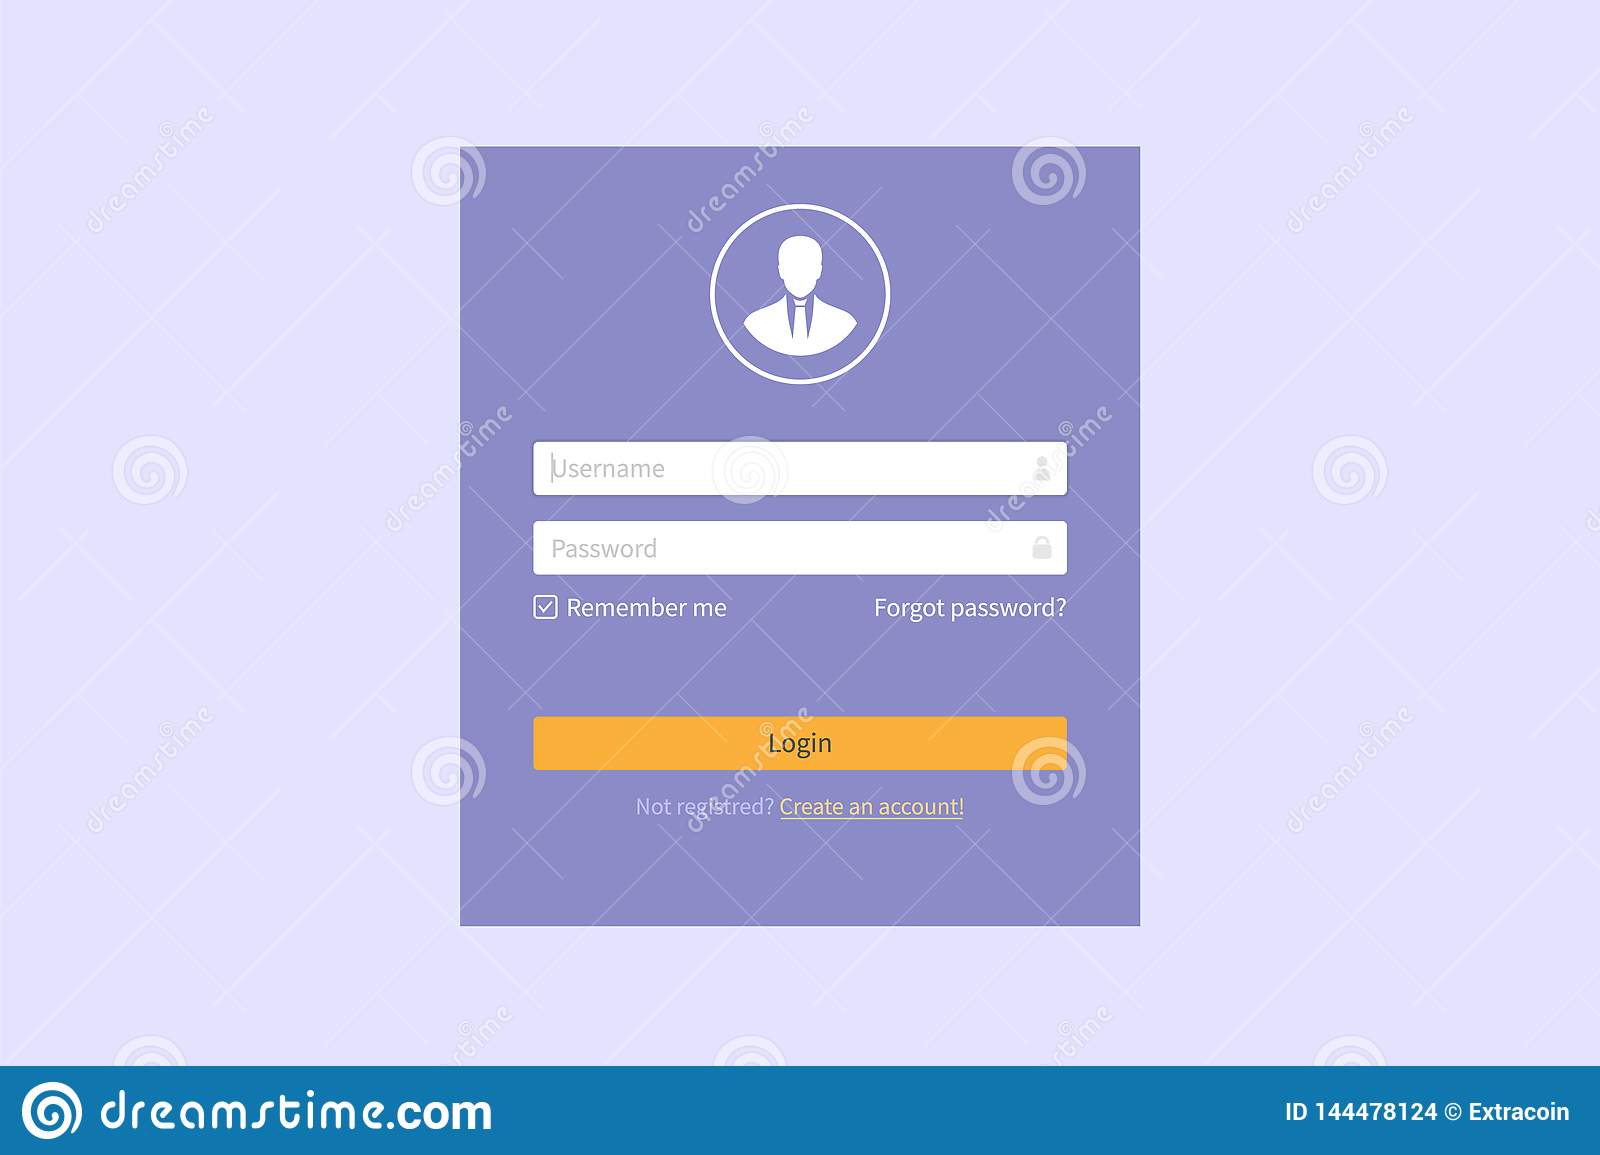 Username
Password
Remember me
Forgot password?
Login
Not registred? Create an account!
dreamstime.com
ID 144478124 © Extracoin